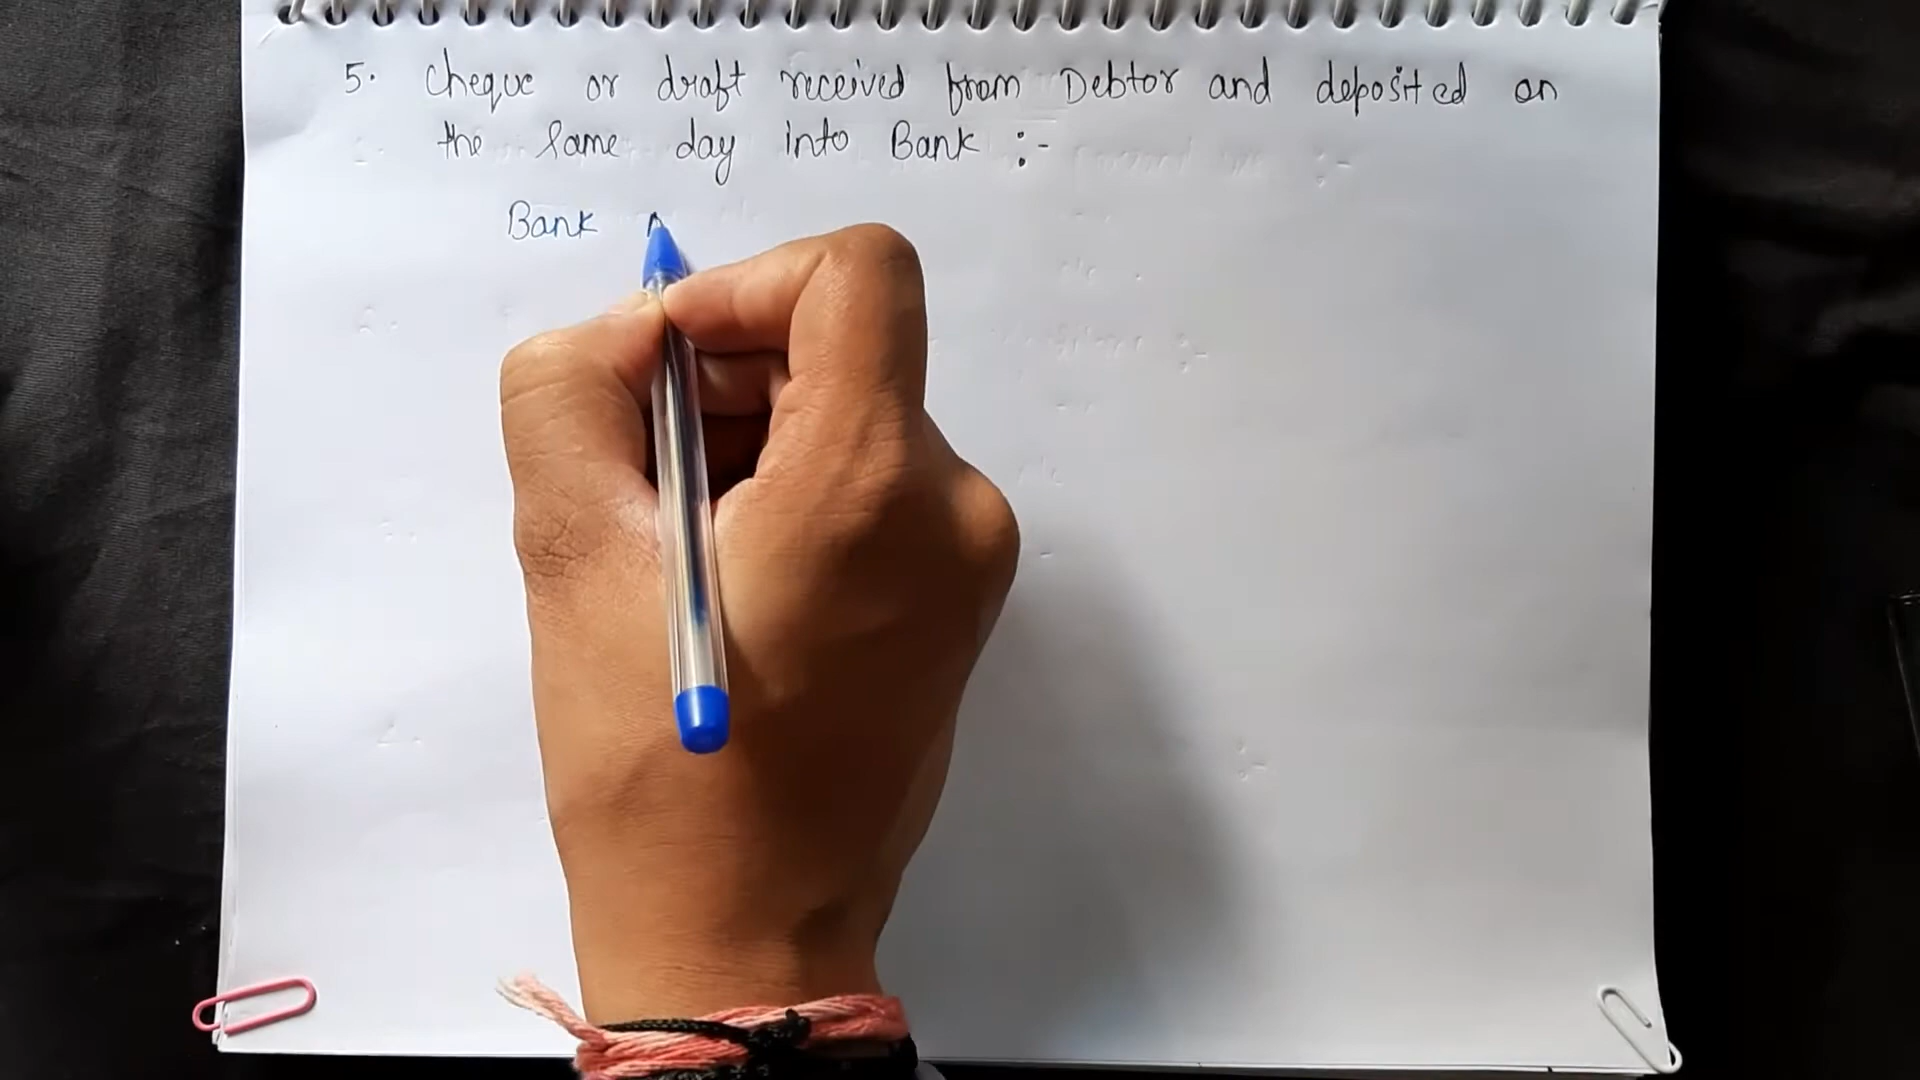 5. Cheque or draft received from Debtor and deposited on
the same day into Bank :-
Bank